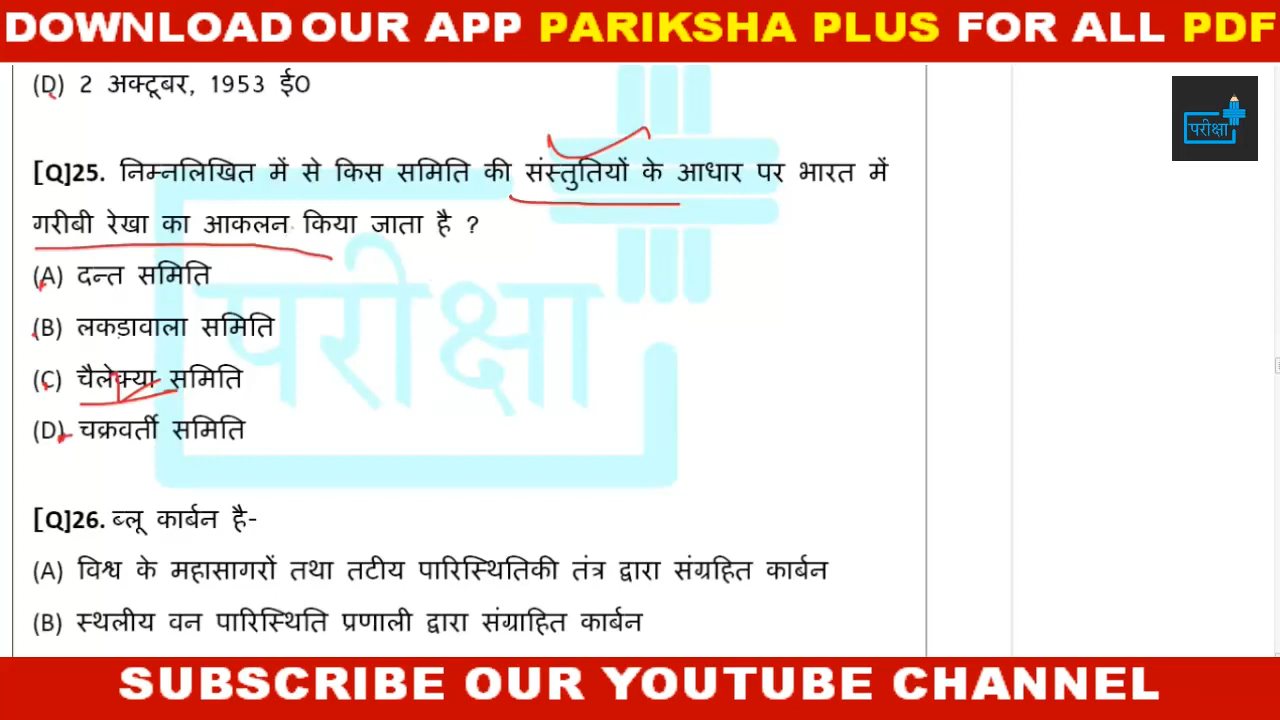 DOWNLOAD OUR APP PARIKSHA PLUS FOR ALL PDF
(D) 2 अक्टूबर, 1953 ई0
परीक्षा
[Q]25. निम्नलिखित में से किस समिति की संस्तुतियों के आधार पर भारत में
गरीबी रेखा का आकलन किया जाता है ?
(A) दन्त समिति
(B) लकड़ावाला समिति
(C) चैलेक्या समिति
(D) चक्रवर्ती समिति
परीक्षा
[Q]26. ब्लू कार्बन है-
(A) विश्व के महासागरों तथा तटीय पारिस्थितिकी तंत्र द्वारा संग्रहित कार्बन
(B) स्थलीय वन पारिस्थिति प्रणाली द्वारा संग्राहित कार्बन
SUBSCRIBE OUR YOUTUBE CHANNEL